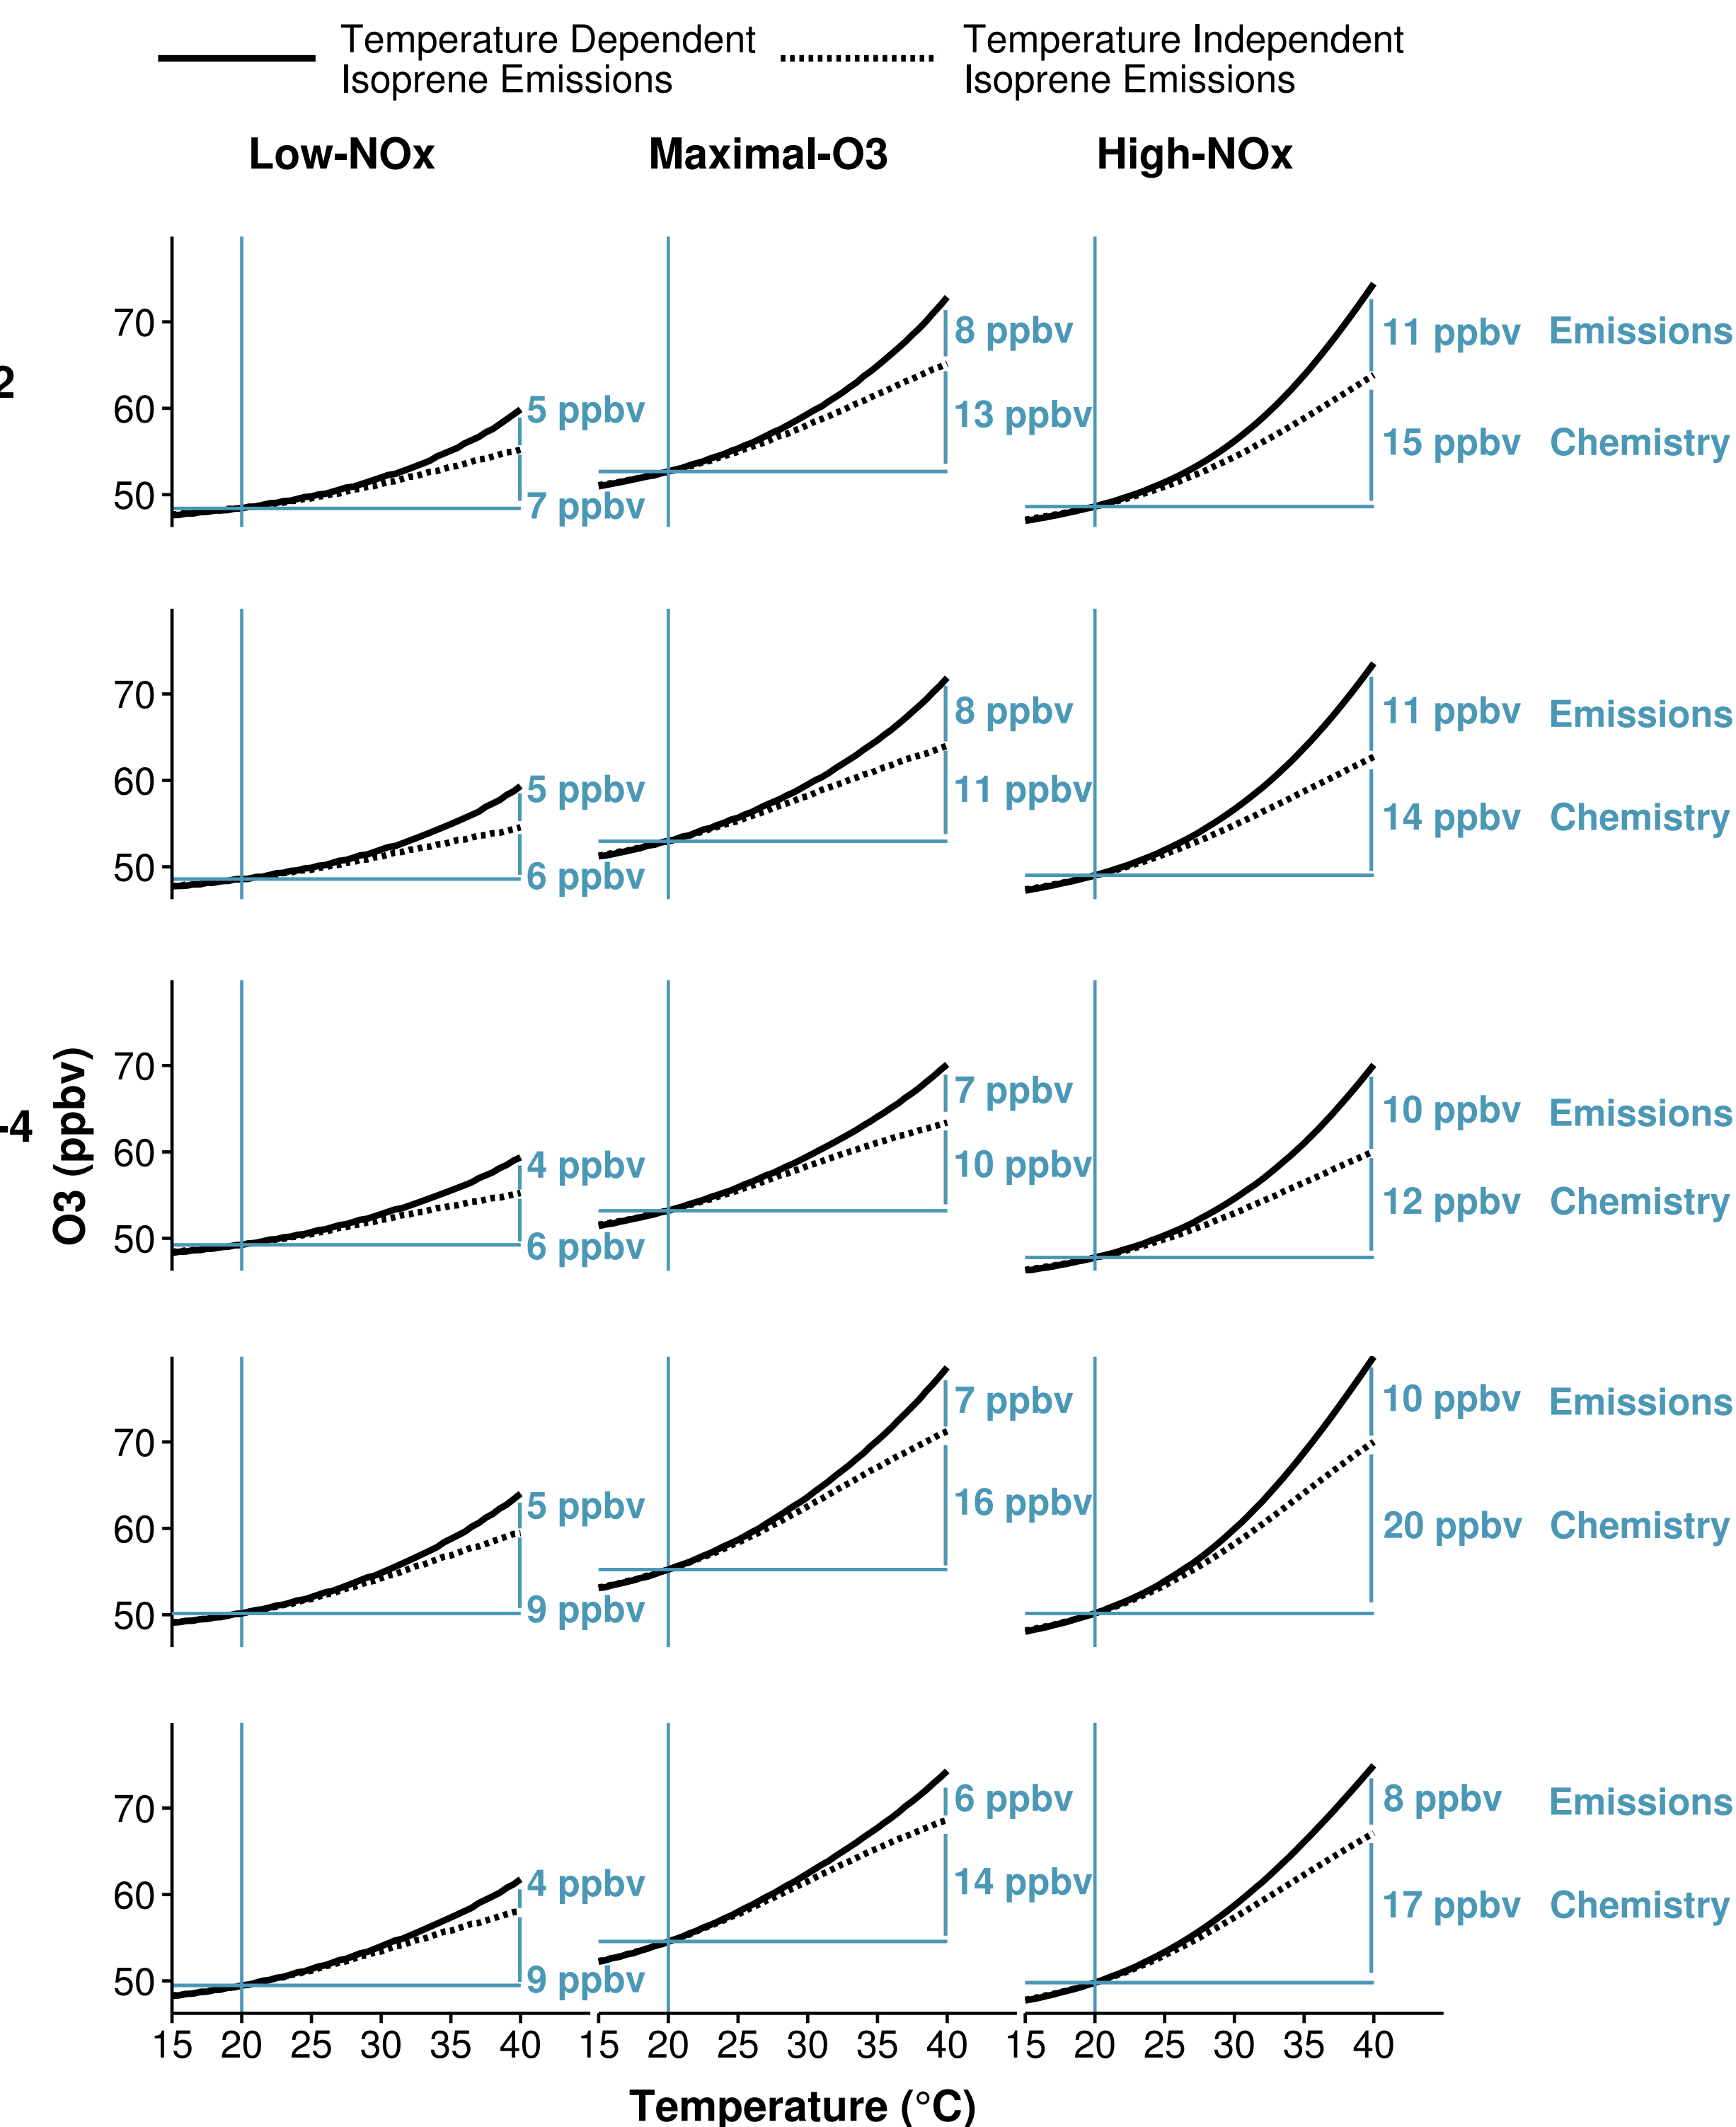 Temperature Dependent
Isoprene Emissions
Temperature Independent
Isoprene Emissions
Low-NOx Maximal-O3 High-NOx
2
70
60
50
5 ppbv
7 ppbv
8 ppbv
13 ppbv
11 ppbv Emissions
15 ppbv Chemistry
70
60
50
5 ppbv
6 ppbv
8 ppbv
11 ppbv
11 ppbv Emissions
14 ppbv Chemistry
-4
O3 (ppbv)
70
60
50
4 ppbv
6 ppbv
7 ppbv
10 ppbv
10 ppbv Emissions
12 ppbv Chemistry
70
60
50
5 ppbv
9 ppbv
7 ppbv
16 ppbv
10 ppbv Emissions
20 ppbv Chemistry
70
60
50
4 ppbv
9 ppbv
6 ppbv
14 ppbv
8 ppbv Emissions
17 ppbv Chemistry
15 20 25 30 35 40 15 20 25 30 35 40 15 20 25 30 35 40
Temperature (°C)